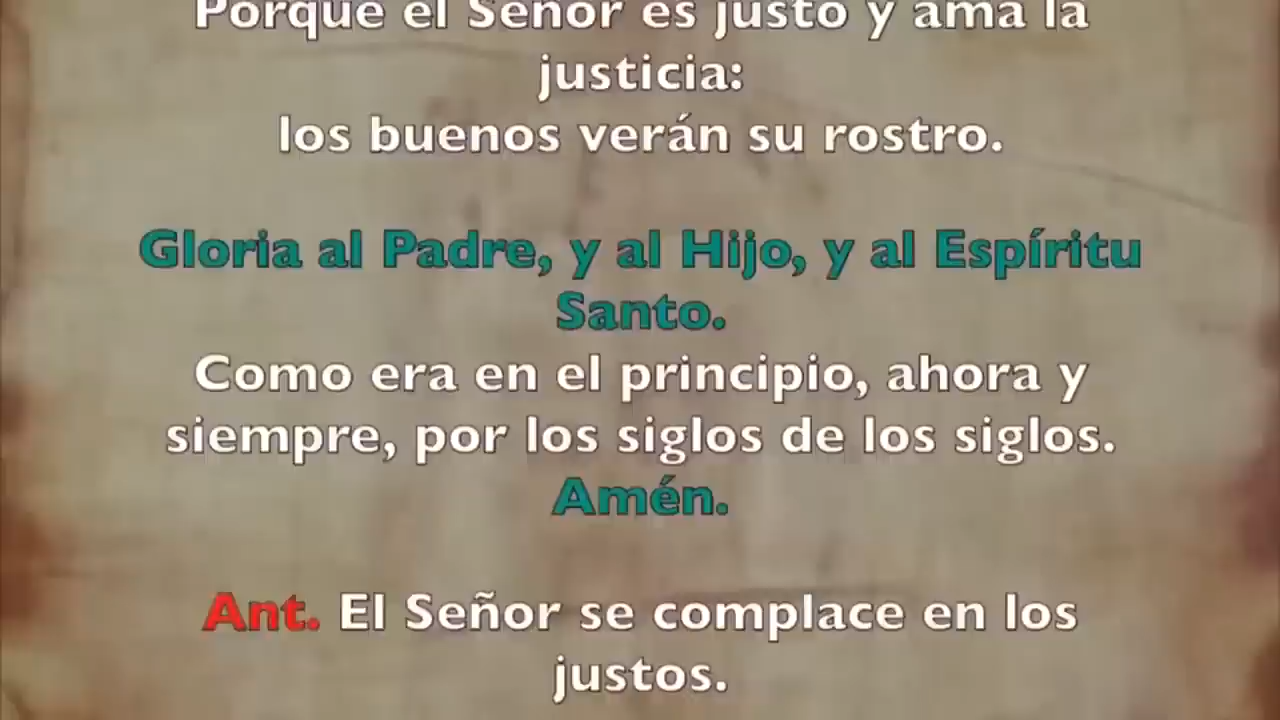 Porque el Señor es justo y ama la
justicia:
los buenos verán su rostro.
Gloria al Padre, y al Hijo, y al Espíritu
Santo.
Como era en el principio, ahora y
siempre, por los siglos de los siglos.
Amén.
Ant. El Señor se complace en los
justos.